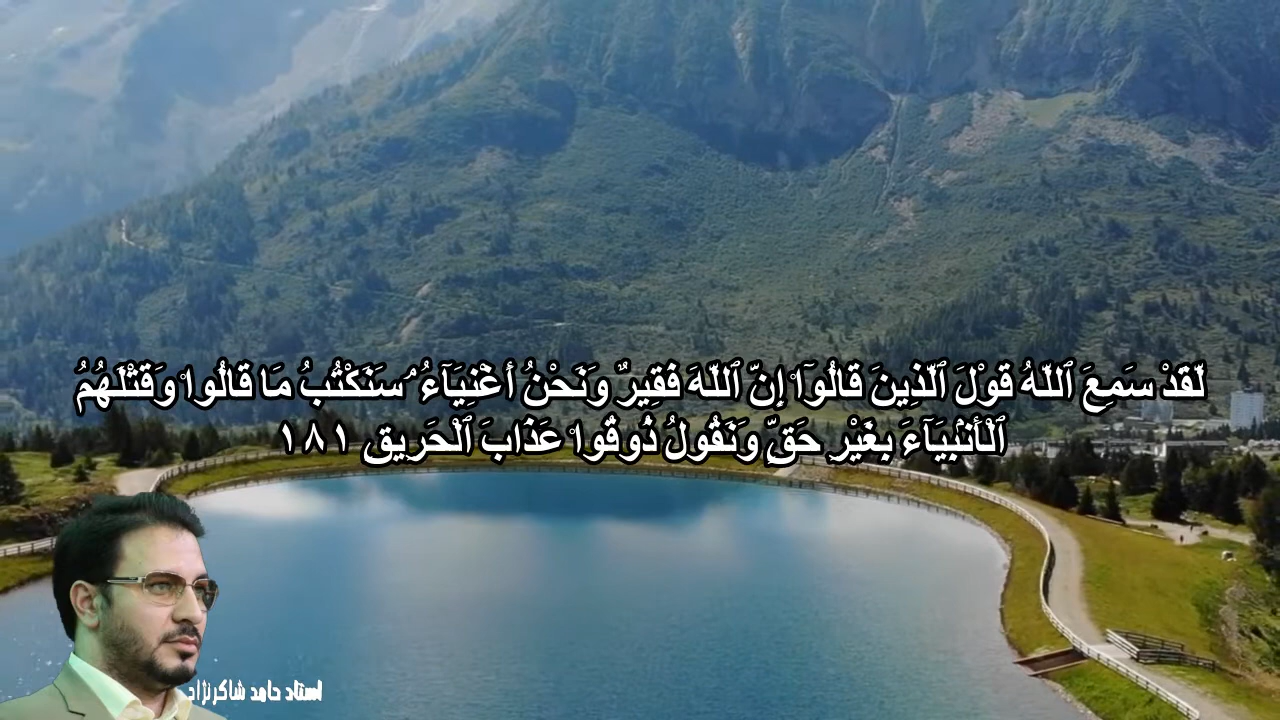 لَّقَدْ سَمِعَ ٱللَّهُ قَوْلَ ٱلَّذِينَ قَالُوٓا۟ إِنَّ ٱللَّهَ فَقِيرٌ وَنَحْنُ أَغْنِيَآءُ ۘ سَنَكْتُبُ مَا قَالُوا۟ وَقَتْلَهُمُ
ٱلْأَنۢبِيَآءَ بِغَيْرِ حَقٍّ وَنَقُولُ ذُوقُوا۟ عَذَابَ ٱلْحَرِيقِ ١٨١
استاد حامد شاکرنژاد